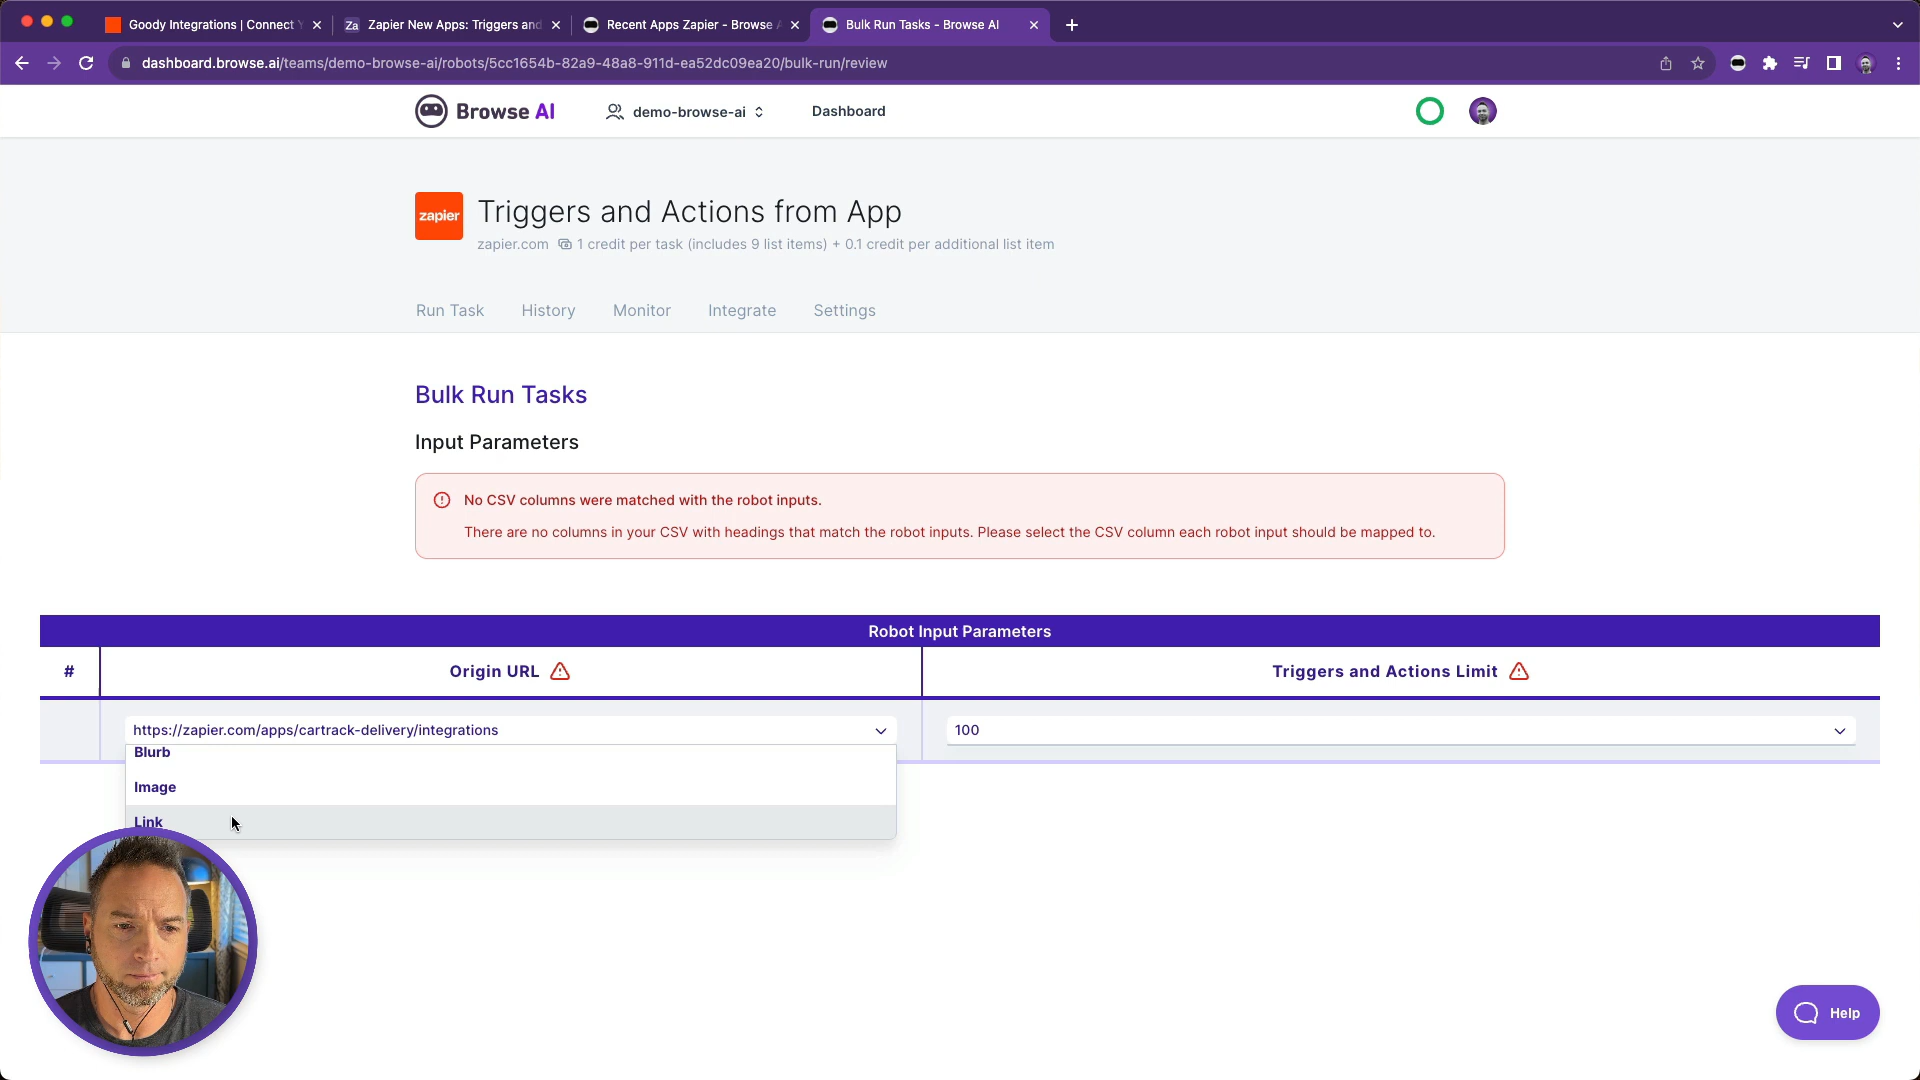 Goody Integrations | Connect Y
Za Zapier New Apps: Triggers and
Recent Apps Zapier - Browse A
Bulk Run Tasks - Browse AI
dashboard.browse.ai/teams/demo-browse-ai/robots/5cc1654b-82a9-48a8-911d-ea52dc09ea20/bulk-run/review
Browse AI
demo-browse-ai
Dashboard
zapier
Triggers and Actions from App
zapier.com 1 credit per task (includes 9 list items) + 0.1 credit per additional list item
Run Task
History
Monitor
Integrate
Settings
Bulk Run Tasks
Input Parameters
No CSV columns were matched with the robot inputs.
There are no columns in your CSV with headings that match the robot inputs. Please select the CSV column each robot input should be mapped to.
Robot Input Parameters
# Origin URL Triggers and Actions Limit
https://zapier.com/apps/cartrack-delivery/integrations 100
Blurb
Image
Link
Help